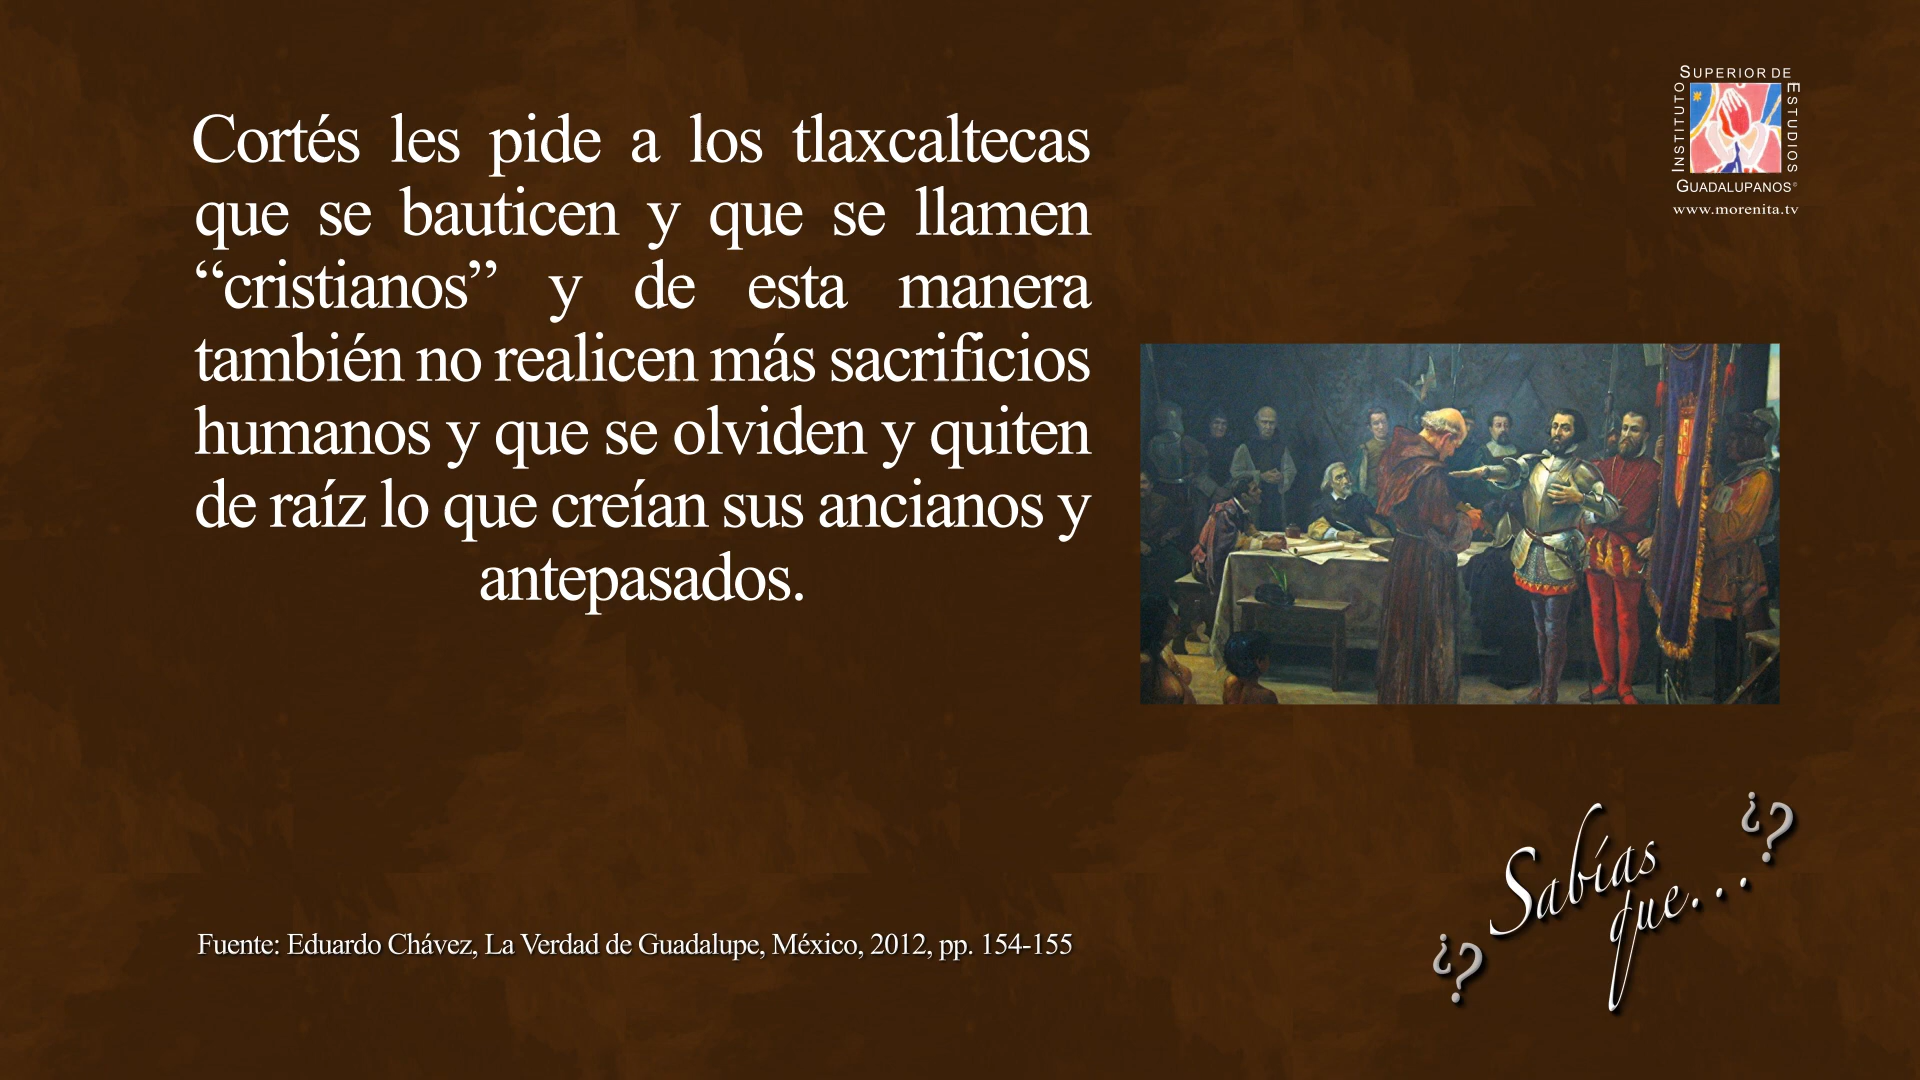 Cortés les pide a los tlaxcaltecas
que se bauticen y que se llamen
“cristianos” y de esta manera
también no realicen más sacrificios
humanos y que se olviden y quiten
de raíz lo que creían sus ancianos y
antepasados.
Fuente: Eduardo Chávez, La Verdad de Guadalupe, México, 2012, pp. 154-155
INSTITUTO
SUPERIOR DE
ESTUDIOS
GUADALUPANOS©
www.morenita.tv
¿?
Sabías
que...
¿?